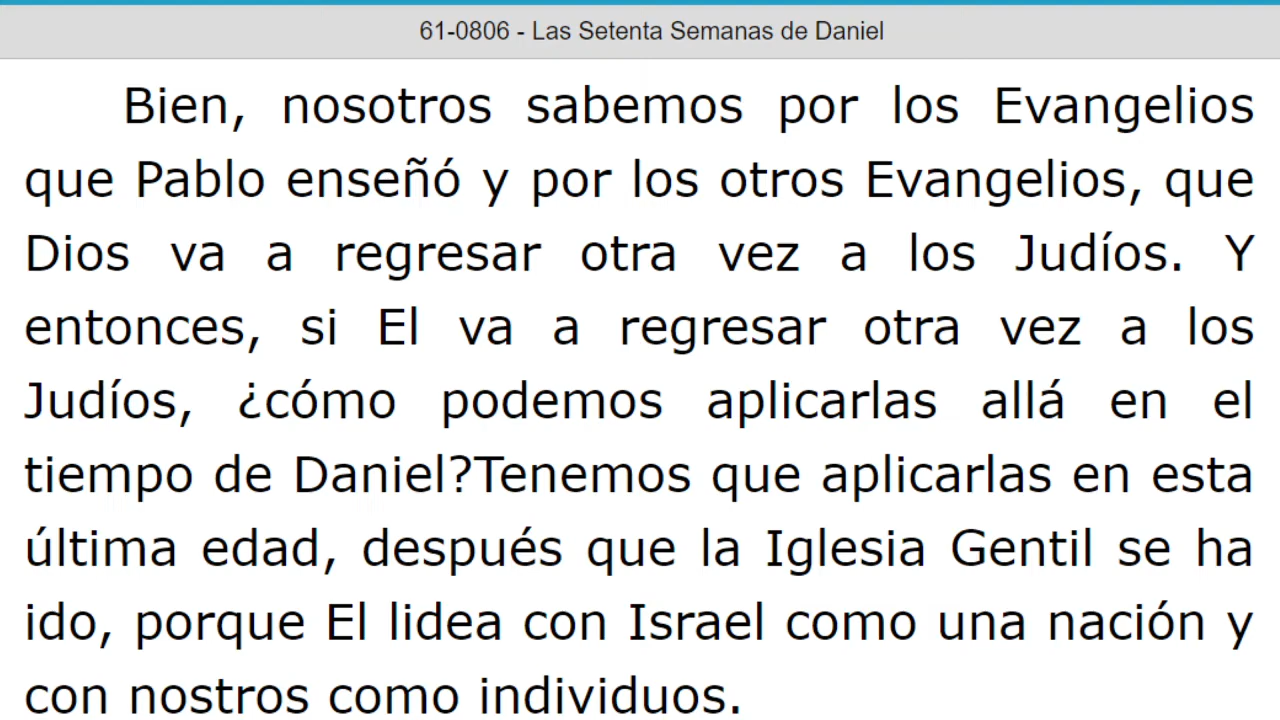 61-0806 - Las Setenta Semanas de Daniel
Bien, nosotros sabemos por los Evangelios
que Pablo enseñó y por los otros Evangelios, que
Dios va a regresar otra vez a los Judíos. Y
entonces, si El va a regresar otra vez a los
Judíos, ¿cómo podemos aplicarlas allá en el
tiempo de Daniel?Tenemos que aplicarlas en esta
última edad, después que la Iglesia Gentil se ha
ido, porque El lidea con Israel como una nación y
con nostros como individuos.